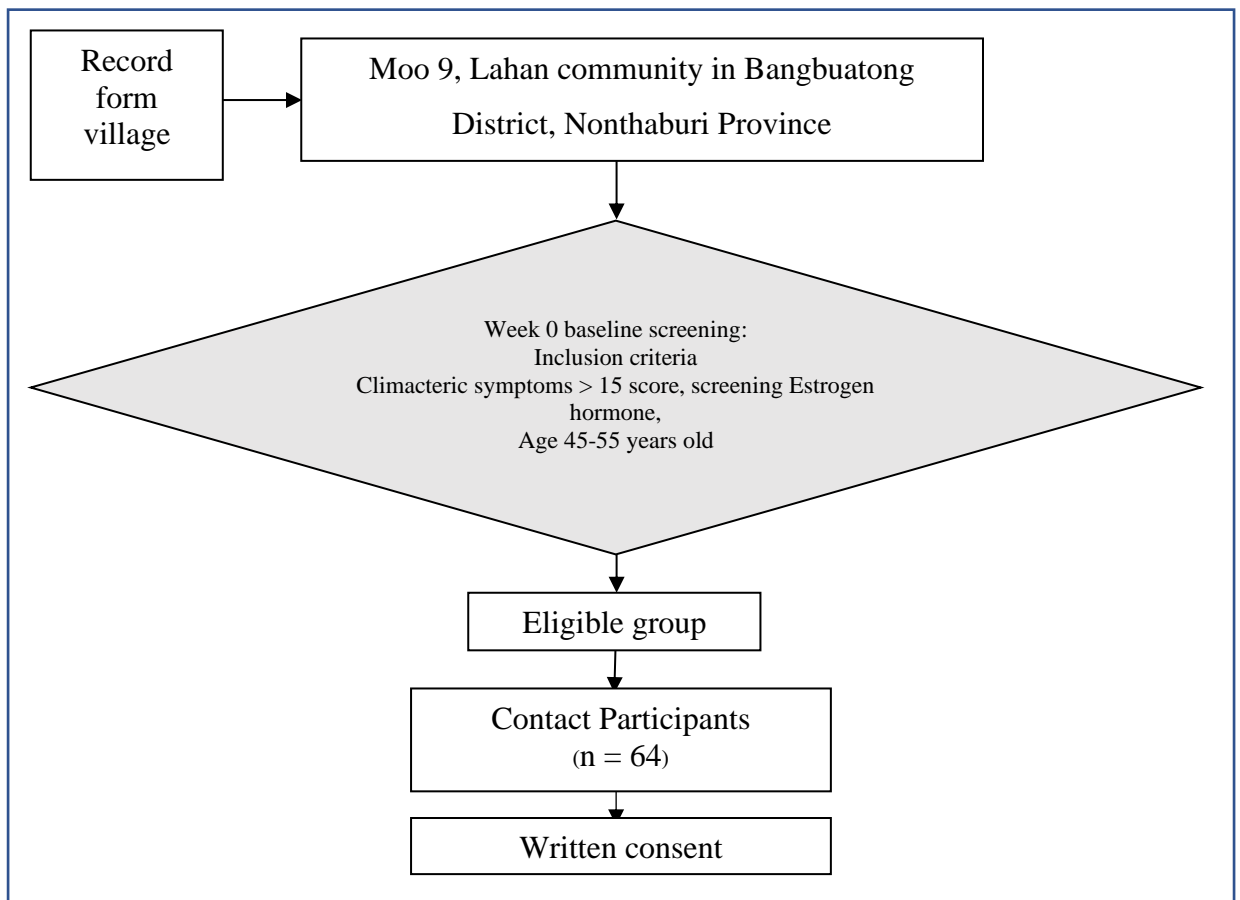 Record
form
village
Moo 9, Lahan community in Bangbuatong
District, Nonthaburi Province
Week 0 baseline screening:
Inclusion criteria
Climacteric symptoms > 15 score, screening Estrogen
hormone,
Age 45-55 years old
Eligible group
Contact Participants
(n = 64)
Written consent